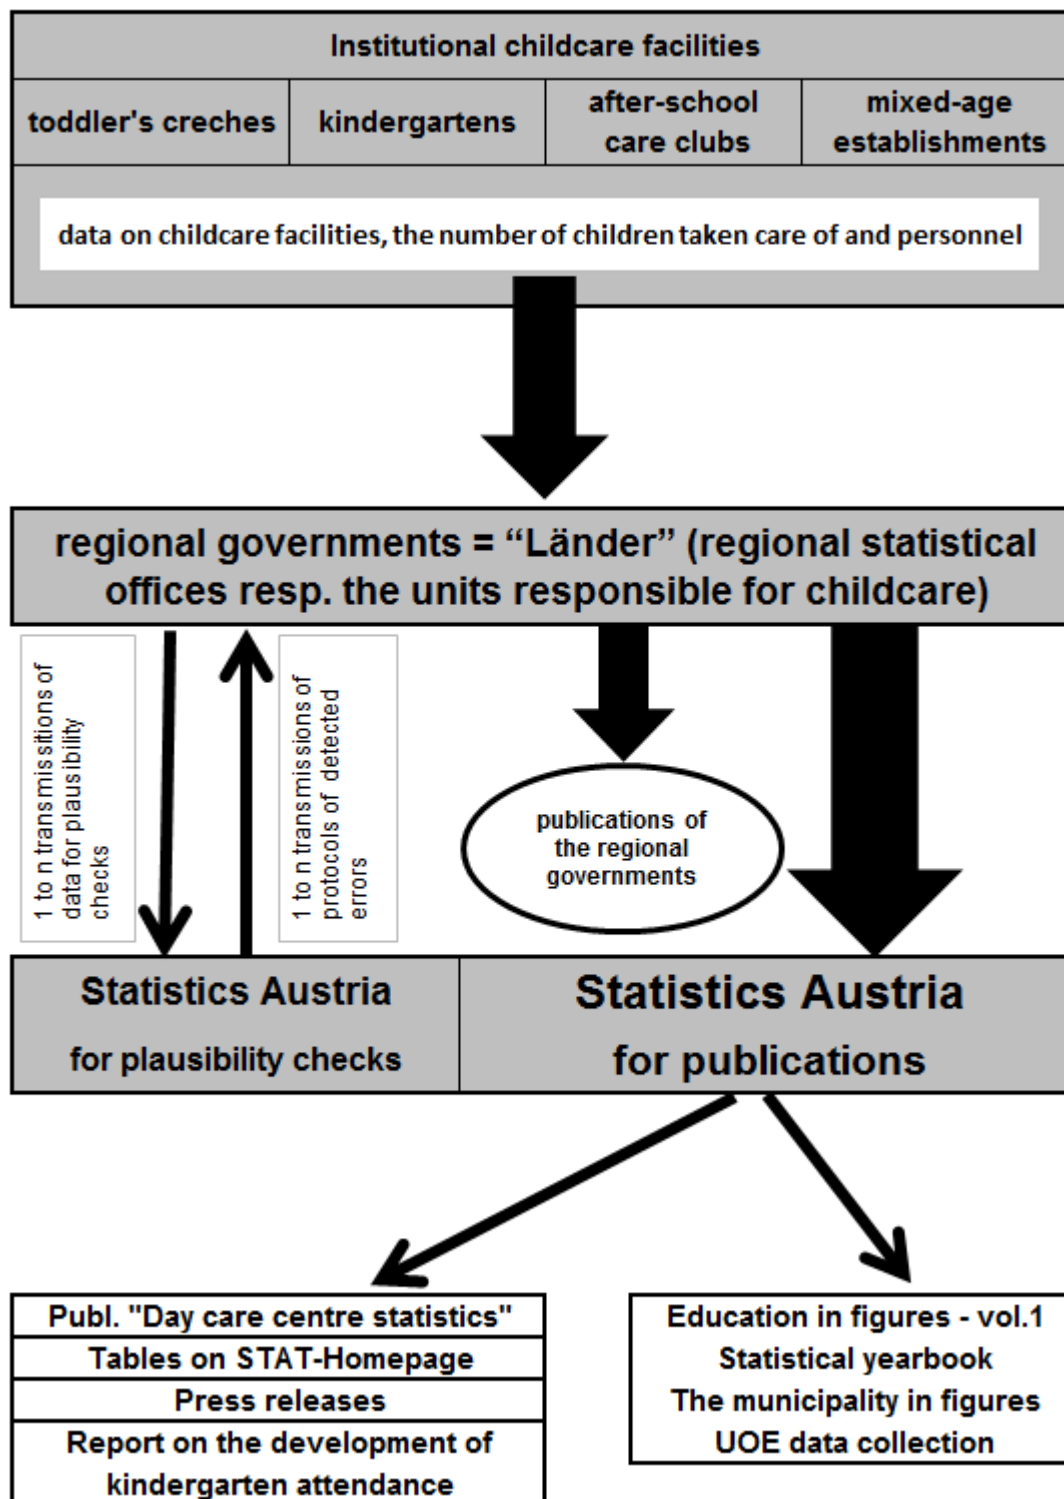 Institutional childcare facilities
toddler's creches
kindergartens
after-school
care clubs
mixed-age
establishments
data on childcare facilities, the number of children taken care of and personnel
regional governments = “Länder” (regional statistical
offices resp. the units responsible for childcare)
1 to n transmissitions of
data for plausibility
checks
1 to n transmissions of
protocols of detected
errors
publications of
the regional
governments
Statistics Austria
for plausibility checks
Statistics Austria
for publications
Publ. "Day care centre statistics"
Tables on STAT-Homepage
Press releases
Report on the development of
kindergarten attendance
Education in figures - vol.1
Statistical yearbook
The municipality in figures
UOE data collection